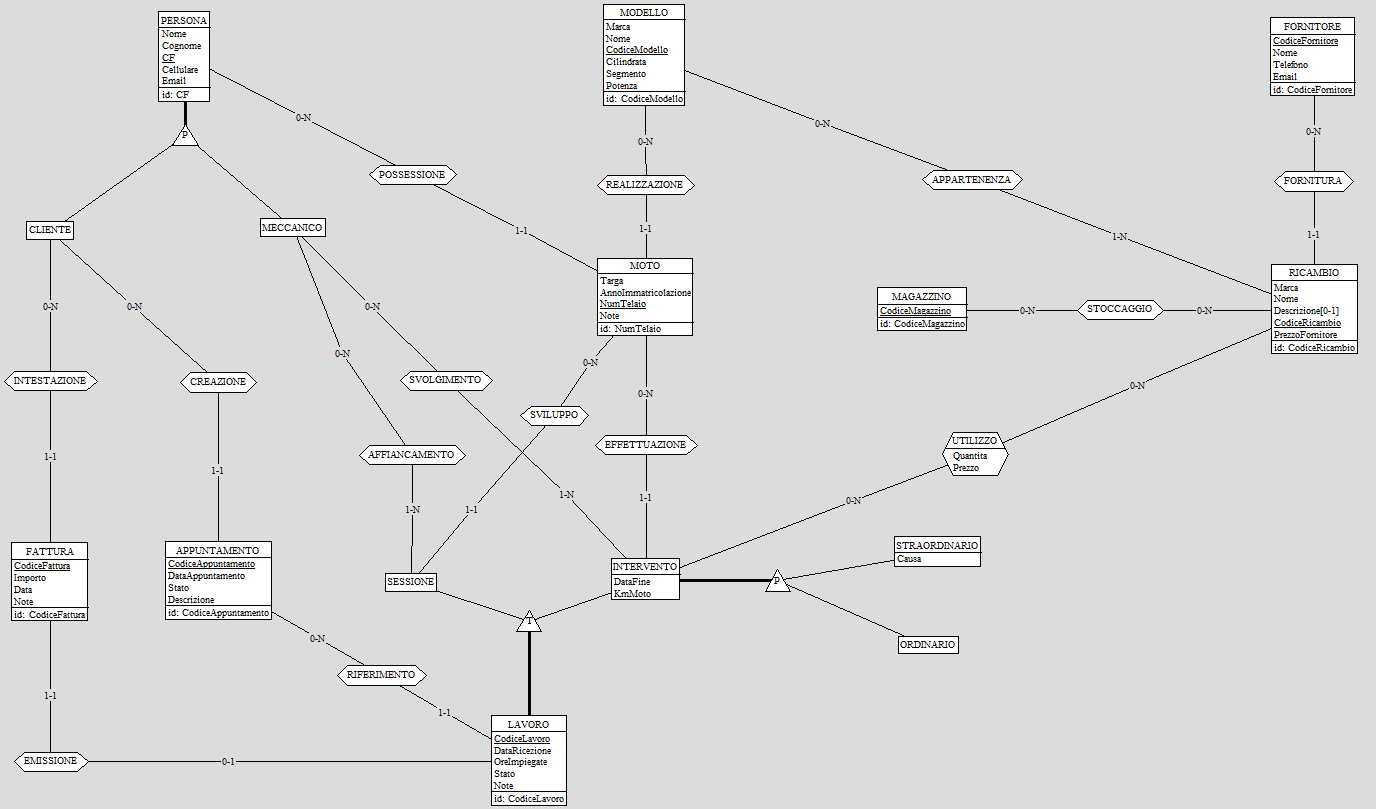 PERSONA
Nome
Cognome
CF
Cellulare
Email
id: CF
MODELLO
Marca
Nome
CodiceModello
Cilindrata
Segmento
Potenza
id: CodiceModello
FORNITORE
CodiceFornitore
Nome
Telefono
Email
id: CodiceFornitore
P
0-N
0-N
0-N
0-N
POSSESSIONE
REALIZZAZIONE
APPARTENENZA
FORNITURA
CLIENTE
MECCANICO
1-1
1-1
1-N
1-1
MOTO
Targa
AnnoImmatricolazione
NumTelaio
Note
id: NumTelaio
MAGAZZINO
CodiceMagazzino
id: CodiceMagazzino
0-N
STOCCAGGIO
0-N
RICAMBIO
Marca
Nome
Descrizione[0-1]
CodiceRicambio
PrezzoFornitore
id: CodiceRicambio
0-N
0-N
0-N
0-N
0-N
0-N
0-N
INTESTAZIONE
CREAZIONE
SVOLGIMENTO
SVILUPPO
EFFETTUAZIONE
AFFIANCAMENTO
UTILIZZO
Quantita
Prezzo
1-1
1-1
1-N
1-1
1-N
1-1
0-N
FATTURA
CodiceFattura
Importo
Data
Note
id: CodiceFattura
APPUNTAMENTO
CodiceAppuntamento
DataAppuntamento
Stato
Descrizione
id: CodiceAppuntamento
SESSIONE
INTERVENTO
DataFine
KmMoto
P
STRAORDINARIO
Causa
ORDINARIO
T
0-N
RIFERIMENTO
1-1
1-1
LAVORO
CodiceLavoro
DataRicezione
OreImpiegate
Stato
Note
id: CodiceLavoro
EMISSIONE
0-1